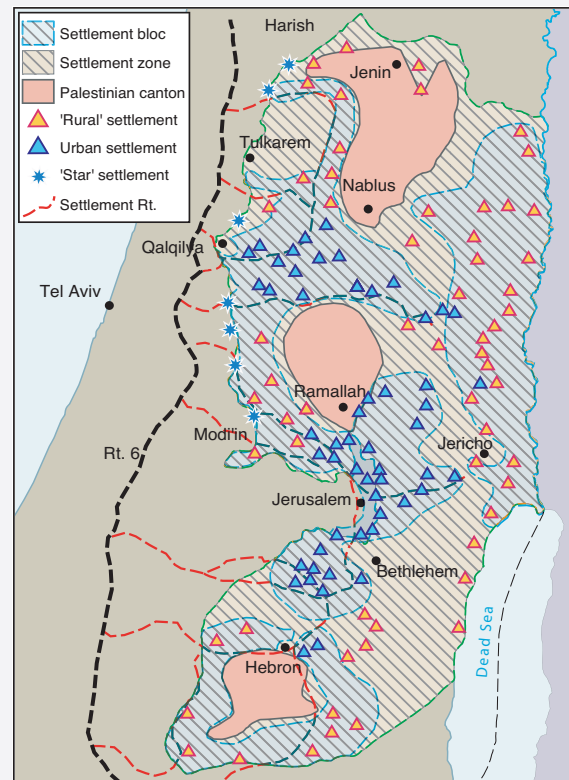 Settlement bloc
Settlement zone
Palestinian canton
'Rural' settlement
Urban settlement
'Star' settlement
Settlement Rt.
Harish
Jenin
Tulkarem
Nablus
Qalqilya
Tel Aviv
Ramallah
Modi'in
Rt. 6
Jericho
Jerusalem
Bethlehem
Hebron
Dead Sea